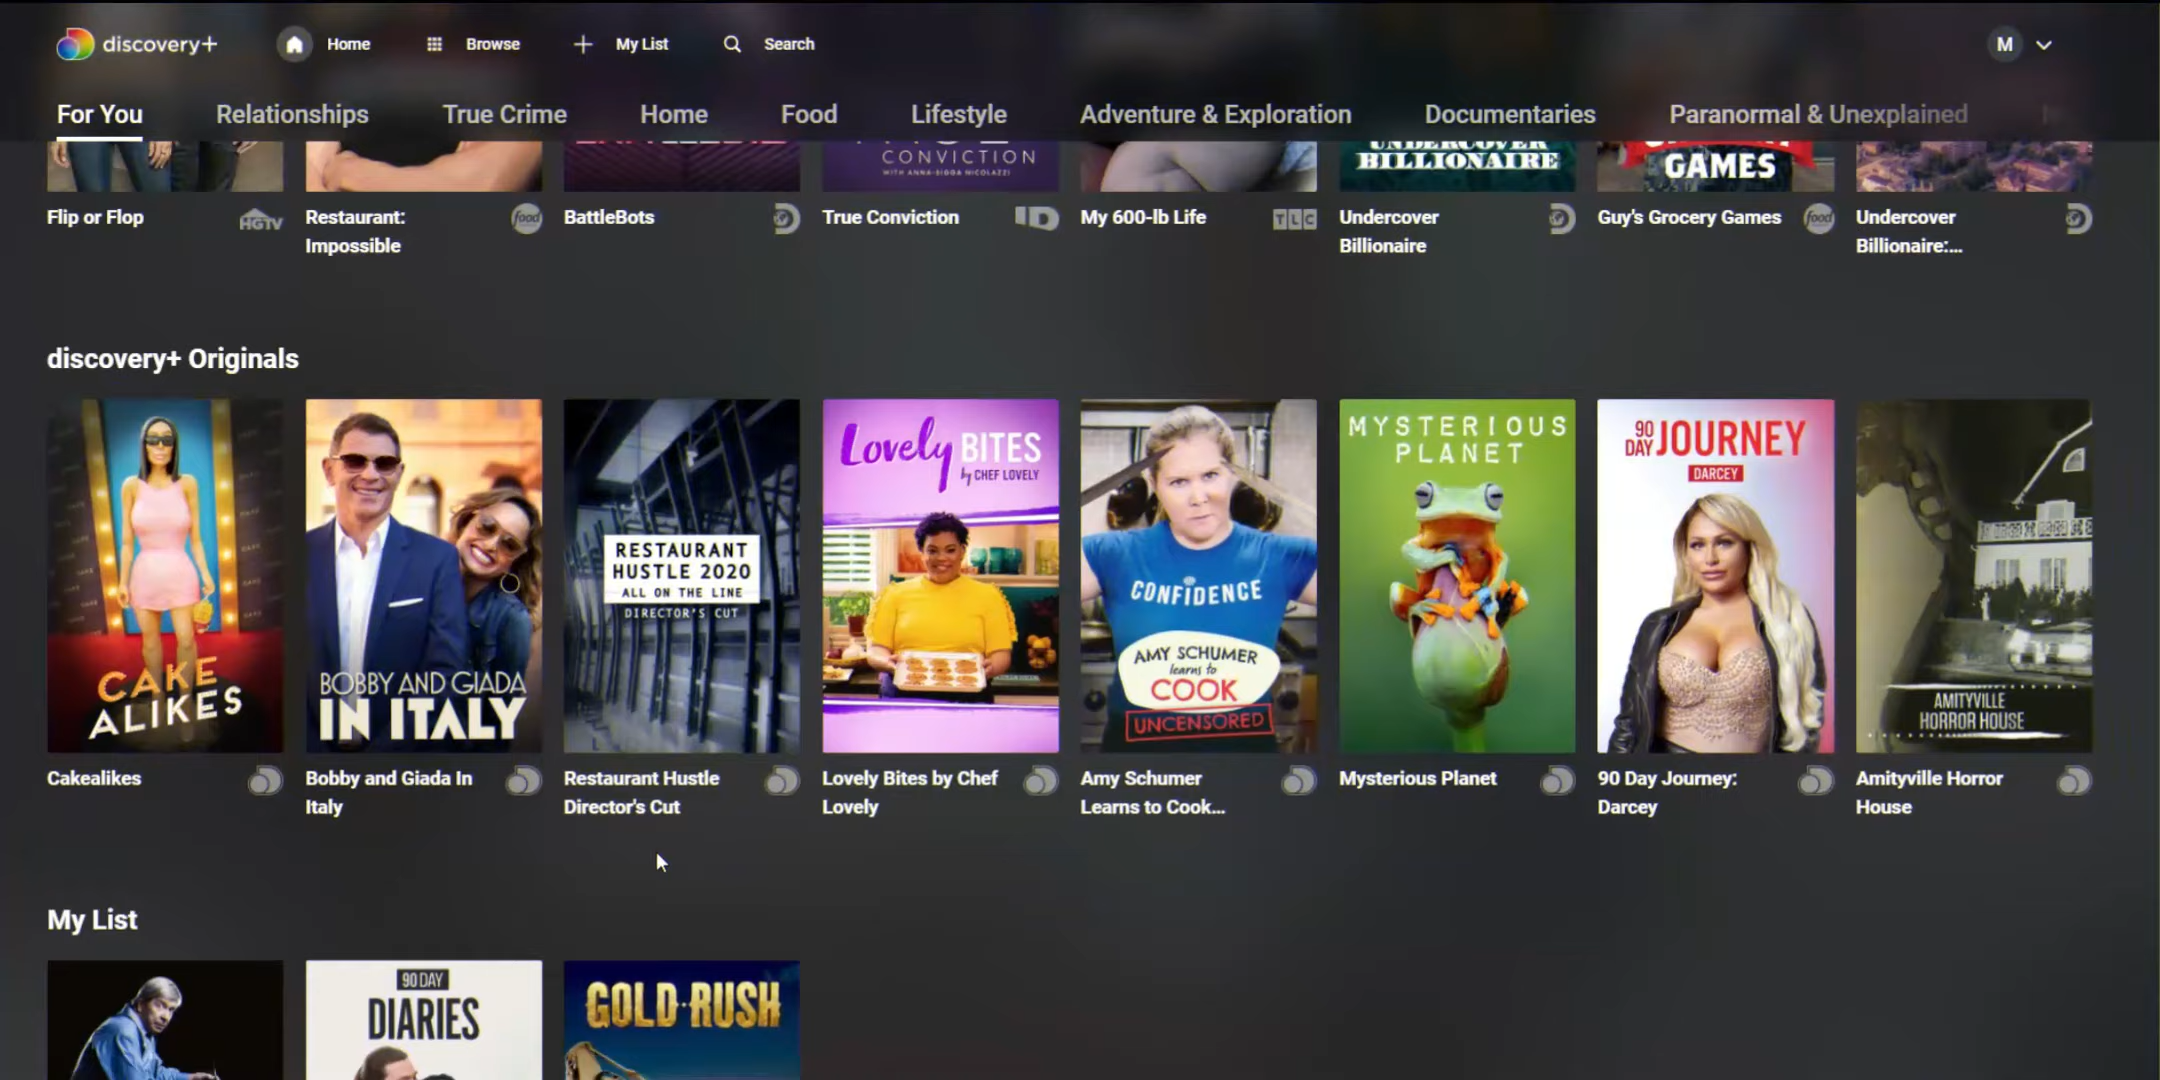 discovery+
Home
Browse
My List
Search
M
For You
Relationships
True Crime
Home
Food
Lifestyle
Adventure & Exploration
Documentaries
Paranormal & Unexplained
CONVICTION
WITH ANNA-SIGGA NICOLAZZI
UNDERCOVER
BILLIONAIRE
GAMES
Flip or Flop
HGTV
Restaurant:
Impossible
food
BattleBots
True Conviction
ID
My 600-lb Life
TLC
Undercover
Billionaire
Guy's Grocery Games
food
Undercover
Billionaire:...
discovery+ Originals
CAKE
ALIKES
BOBBY AND GIADA
IN ITALY
RESTAURANT
HUSTLE 2020
ALL ON THE LINE
DIRECTOR'S CUT
Lovely BITES
by CHEF LOVELY
CONFIDENCE
AMY SCHUMER
learns to
COOK
UNCENSORED
MYSTERIOUS
PLANET
90 DAY JOURNEY
DARCEY
AMITYVILLE
HORROR HOUSE
Cakealikes
Bobby and Giada In
Italy
Restaurant Hustle
Director's Cut
Lovely Bites by Chef
Lovely
Amy Schumer
Learns to Cook...
Mysterious Planet
90 Day Journey:
Darcey
Amityville Horror
House
My List
90 DAY
DIARIES
GOLD RUSH